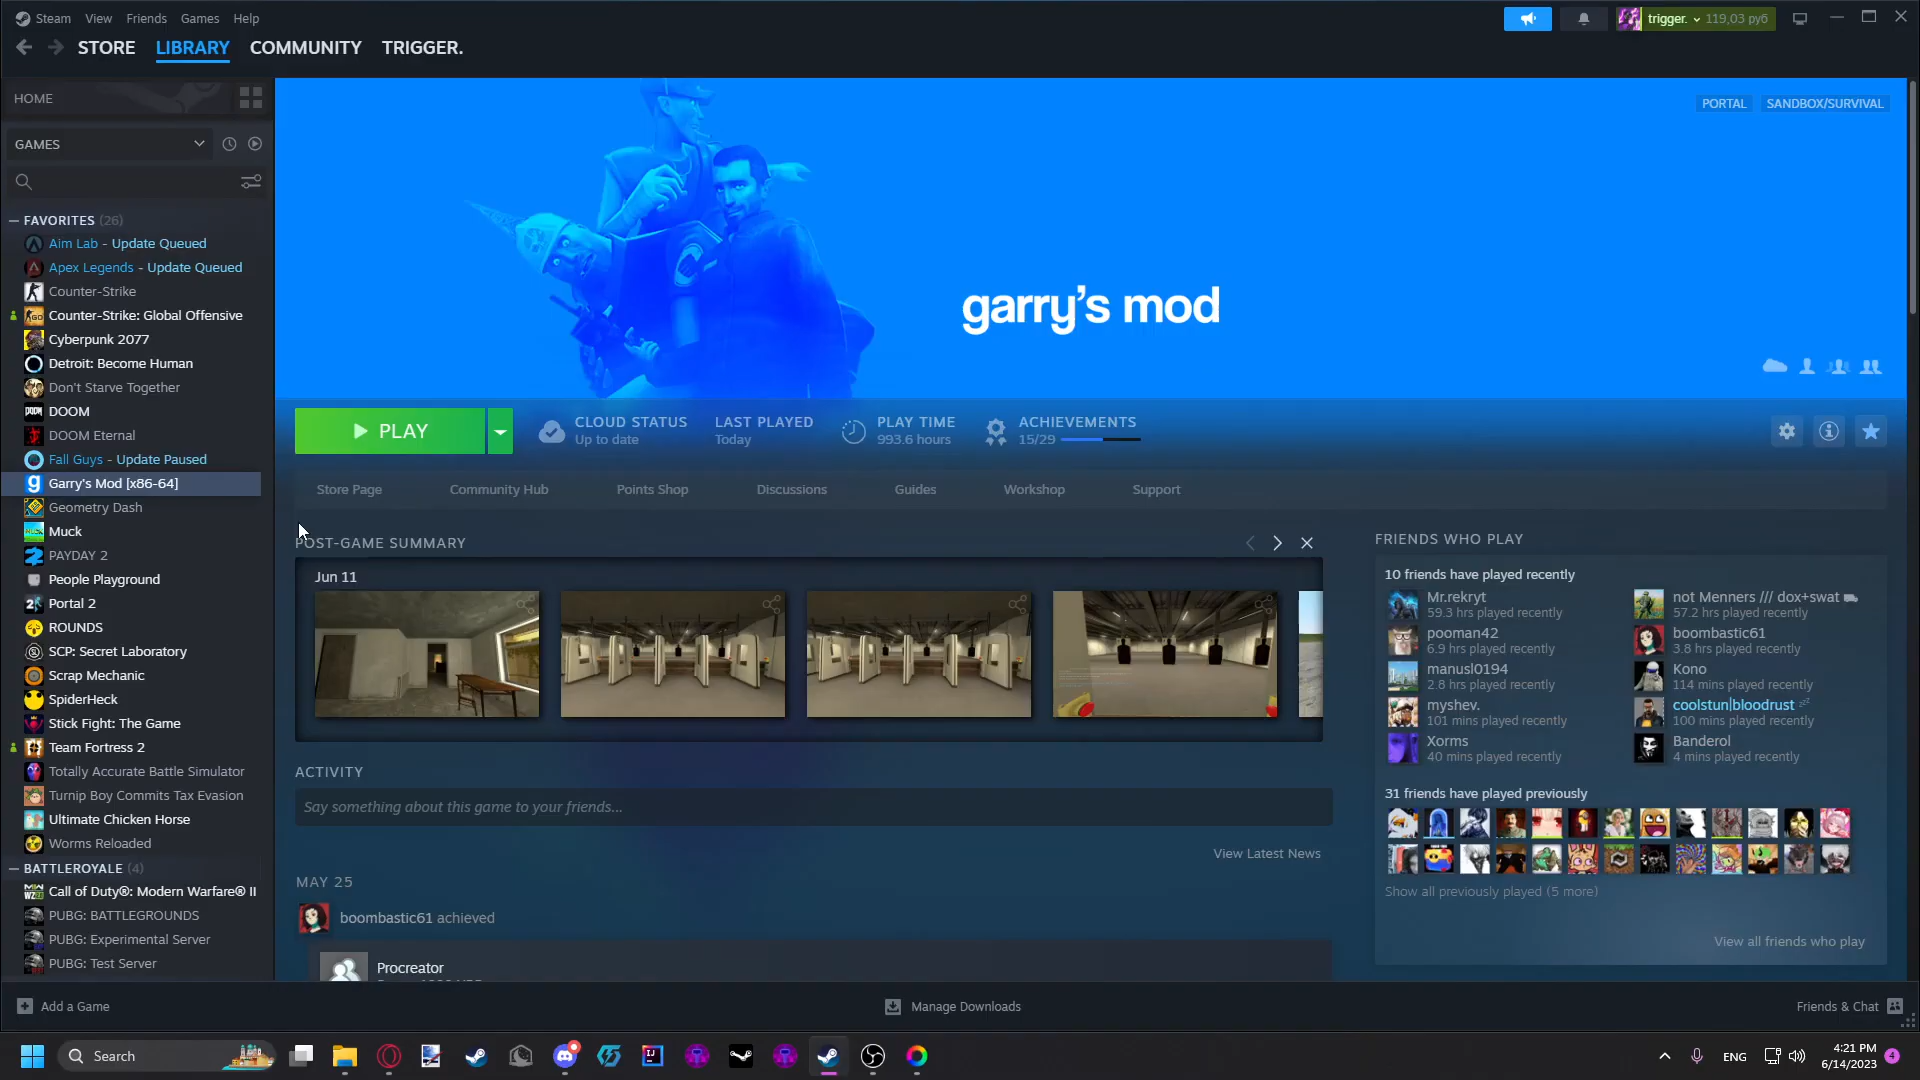 Steam View Friends Games Help
trigger. 119,03 руб
STORE LIBRARY COMMUNITY TRIGGER.
HOME
GAMES
FAVORITES (26)
Aim Lab - Update Queued
Apex Legends - Update Queued
Counter-Strike
Counter-Strike: Global Offensive
Cyberpunk 2077
Detroit: Become Human
Don't Starve Together
DOOM
DOOM Eternal
Fall Guys - Update Paused
Garry's Mod [x86-64]
Geometry Dash
Muck
PAYDAY 2
People Playground
Portal 2
ROUNDS
SCP: Secret Laboratory
Scrap Mechanic
SpiderHeck
Stick Fight: The Game
Team Fortress 2
Totally Accurate Battle Simulator
Turnip Boy Commits Tax Evasion
Ultimate Chicken Horse
Worms Reloaded
BATTLEROYALE (4)
Call of Duty®: Modern Warfare® II
PUBG: BATTLEGROUNDS
PUBG: Experimental Server
PUBG: Test Server
PORTAL SANDBOX/SURVIVAL
garry's mod
PLAY
CLOUD STATUS
Up to date
LAST PLAYED
Today
PLAY TIME
993.6 hours
ACHIEVEMENTS
15/29
Store Page Community Hub Points Shop Discussions Guides Workshop Support
POST-GAME SUMMARY
Jun 11
ACTIVITY
Say something about this game to your friends...
View Latest News
MAY 25
boombastic61 achieved
Procreator
FRIENDS WHO PLAY
10 friends have played recently
Mr.rekryt
59.3 hrs played recently
not Menners /// dox+swat
57.2 hrs played recently
pooman42
6.9 hrs played recently
boombastic61
3.8 hrs played recently
manusl0194
2.8 hrs played recently
Kono
114 mins played recently
myshev.
101 mins played recently
coolstun|bloodrust
100 mins played recently
Xorms
40 mins played recently
Banderol
4 mins played recently
31 friends have played previously
Show all previously played (5 more)
View all friends who play
Add a Game
Manage Downloads
Friends & Chat
Search
ENG
4:21 PM
6/14/2023
4